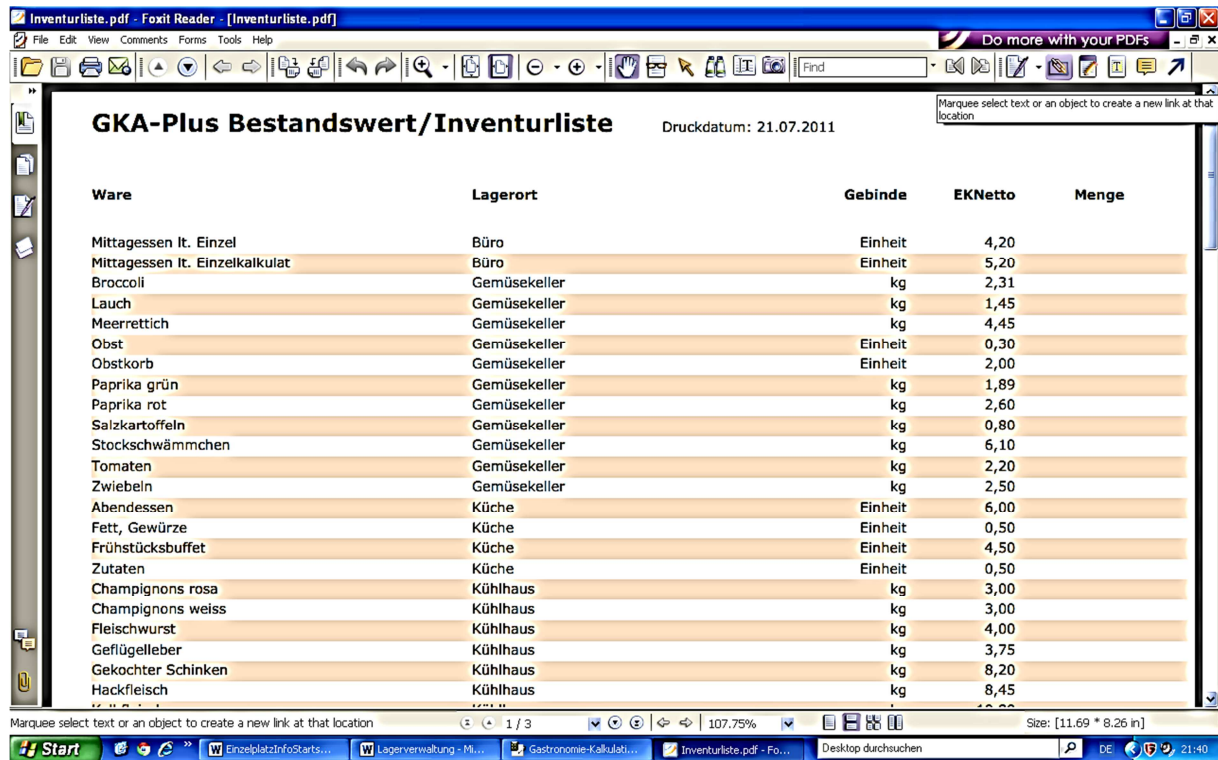 Inventurliste.pdf - Foxit Reader - [Inventurliste.pdf]
File Edit View Comments Forms Tools Help
Do more with your PDFs
Find
Marquee select text or an object to create a new link at that
location
GKA-Plus Bestandswert/Inventurliste Druckdatum: 21.07.2011
Ware Lagerort Gebinde EKNetto Menge
Mittagessen lt. Einzel Büro Einheit 4,20
Mittagessen lt. Einzelkalkulat Büro Einheit 5,20
Broccoli Gemüsekeller kg 2,31
Lauch Gemüsekeller kg 1,45
Meerrettich Gemüsekeller kg 4,45
Obst Gemüsekeller Einheit 0,30
Obstkorb Gemüsekeller Einheit 2,00
Paprika grün Gemüsekeller kg 1,89
Paprika rot Gemüsekeller kg 2,60
Salzkartoffeln Gemüsekeller kg 0,80
Stockschwämmchen Gemüsekeller kg 6,10
Tomaten Gemüsekeller kg 2,20
Zwiebeln Gemüsekeller kg 2,50
Abendessen Küche Einheit 6,00
Fett, Gewürze Küche Einheit 0,50
Frühstücksbuffet Küche Einheit 4,50
Zutaten Küche Einheit 0,50
Champignons rosa Kühlhaus kg 3,00
Champignons weiss Kühlhaus kg 3,00
Fleischwurst Kühlhaus kg 4,00
Geflügelleber Kühlhaus kg 3,75
Gekochter Schinken Kühlhaus kg 8,20
Hackfleisch Kühlhaus kg 8,45
Marquee select text or an object to create a new link at that location 1 / 3 107.75% Size: [11.69 * 8.26 in]
Start EinzelplatzInfoStarts... Lagerverwaltung - Mi... Gastronomie-Kalkulati... Inventurliste.pdf - Fo... Desktop durchsuchen DE 21:40